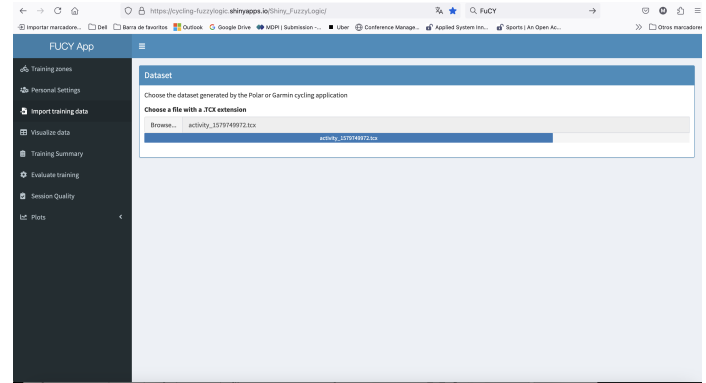 https://cycling-fuzzylogic.shinyapps.io/Shiny_FuzzyLogic/
FuCY
Importar marcadore...
Dell
Barra de favoritos
Outlook
Google Drive
MDPI | Submission -...
Uber
Conference Manage...
Applied System Inn...
Sports | An Open Ac...
Otros marcadores
FUCY App
Training zones
Personal Settings
Import training data
Visualize data
Training Summary
Evaluate training
Session Quality
Plots
Dataset
Choose the dataset generated by the Polar or Garmin cycling application
Choose a file with a .TCX extension
Browse... activity_1579749972.tcx
activity_1579749972.tcx